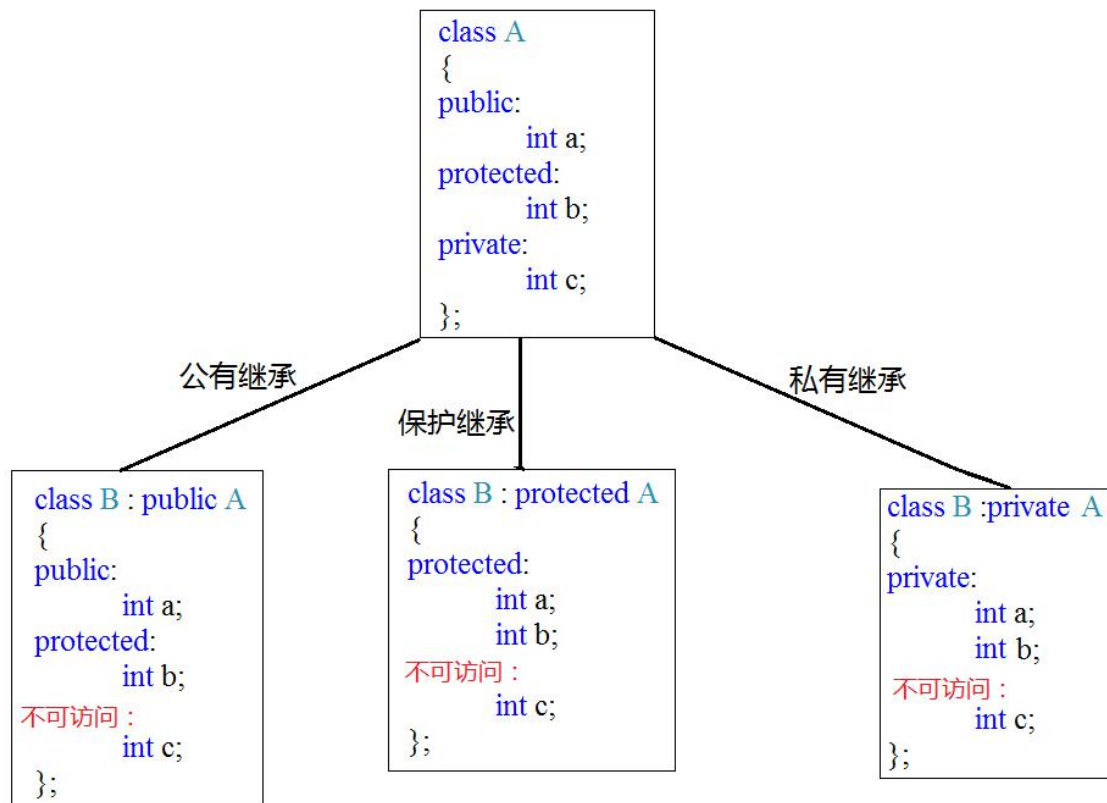 class A
{
public:
int a;
protected:
int b;
private:
int c;
};
公有继承
保护继承
私有继承
class B : public A
{
public:
int a;
protected:
int b;
不可访问：
int c;
};
class B : protected A
{
protected:
int a;
int b;
不可访问：
int c;
};
class B :private A
{
private:
int a;
int b;
不可访问：
int c;
};